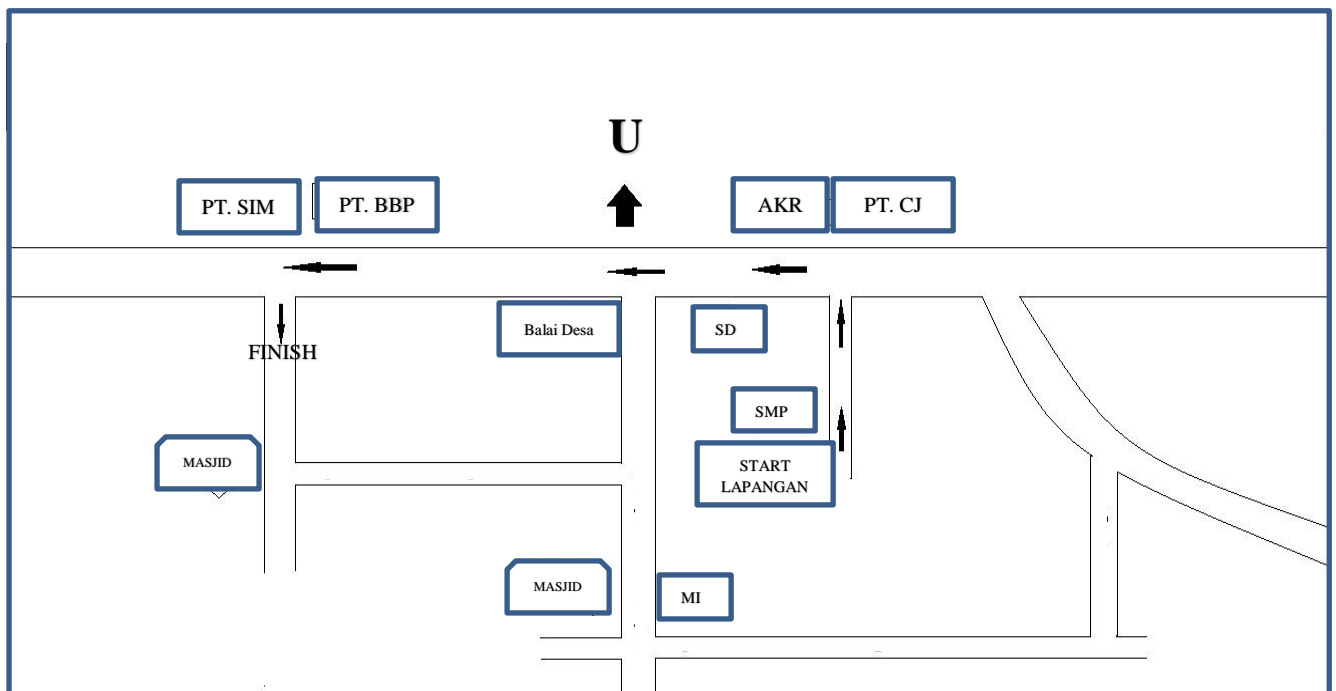 U
PT. SIM
PT. BBP
AKR
PT. CJ
Balai Desa
SD
FINISH
SMP
MASJID
START
LAPANGAN
MASJID
MI